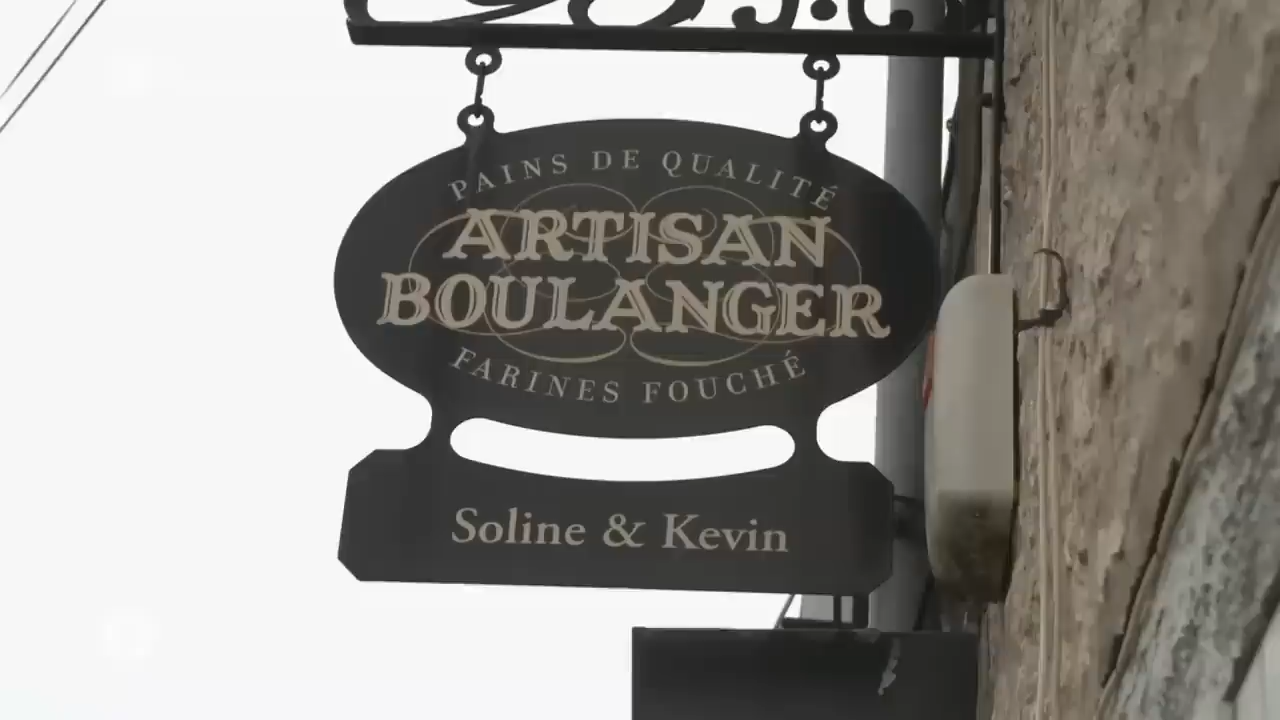 PAINS DE QUALITÉ
ARTISAN
BOULANGER
FARINES FOUCHÉ
Soline & Kevin